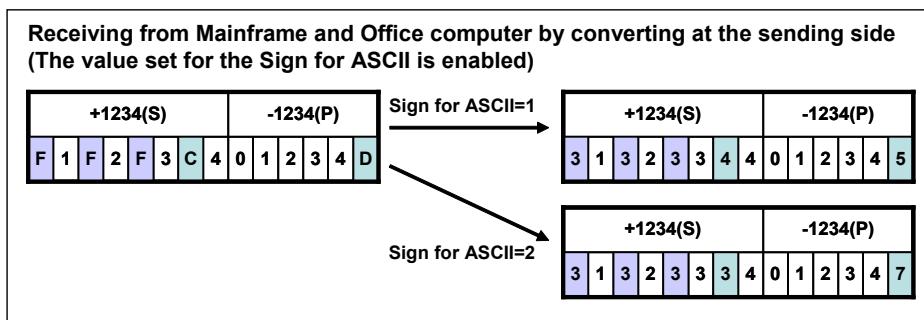 Receiving from Mainframe and Office computer by converting at the sending side
(The value set for the Sign for ASCII is enabled)
+1234(S) -1234(P)
F 1 F 2 F 3 C 4 0 1 2 3 4 D
Sign for ASCII=1
+1234(S) -1234(P)
3 1 3 2 3 3 4 4 0 1 2 3 4 5
Sign for ASCII=2
+1234(S) -1234(P)
3 1 3 2 3 3 3 4 0 1 2 3 4 7